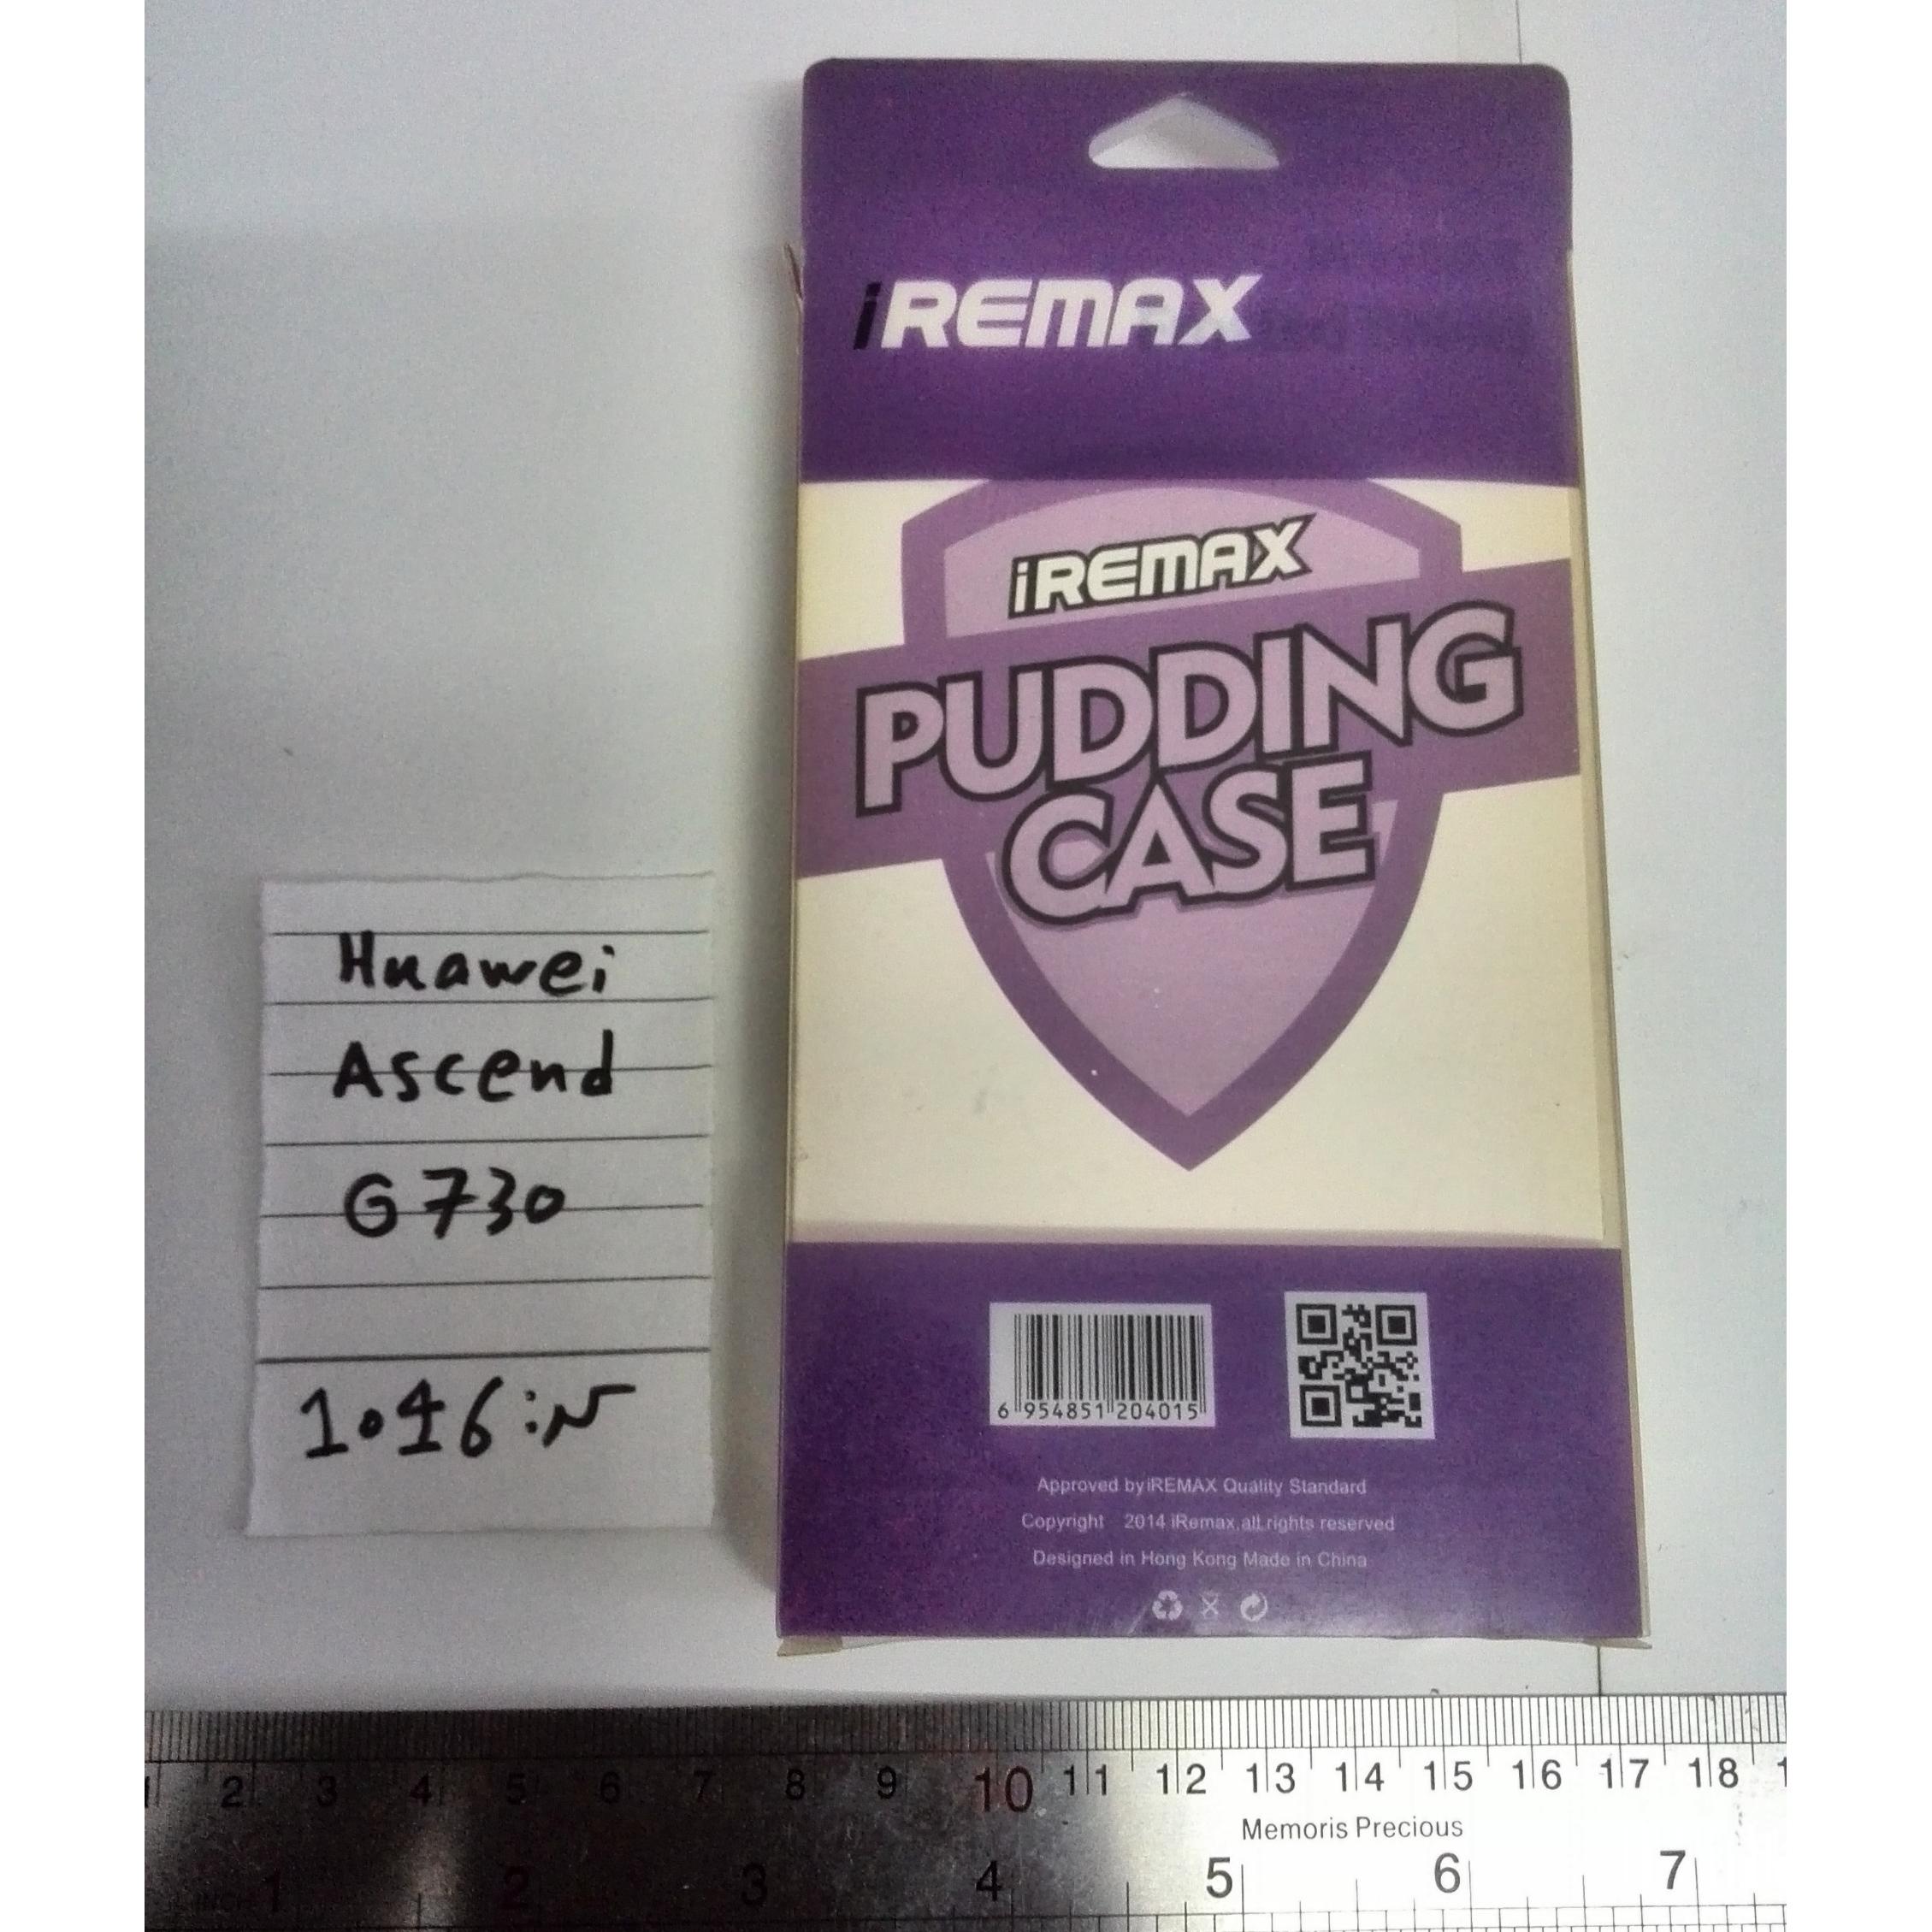 iREMAX
iREMAX
PUDDING
CASE
6 954851 204015
Approved by iREMAX Quality Standard
Copyright 2014 iRemax.all rights reserved
Designed in Hong Kong Made in China
Huawei
Ascend
G730
1 2 3 4 5 6 7 8 9 10 11 12 13 14 15 16 17 18 1
Memoris Precious
INCH 1 2 3 4 5 6 7